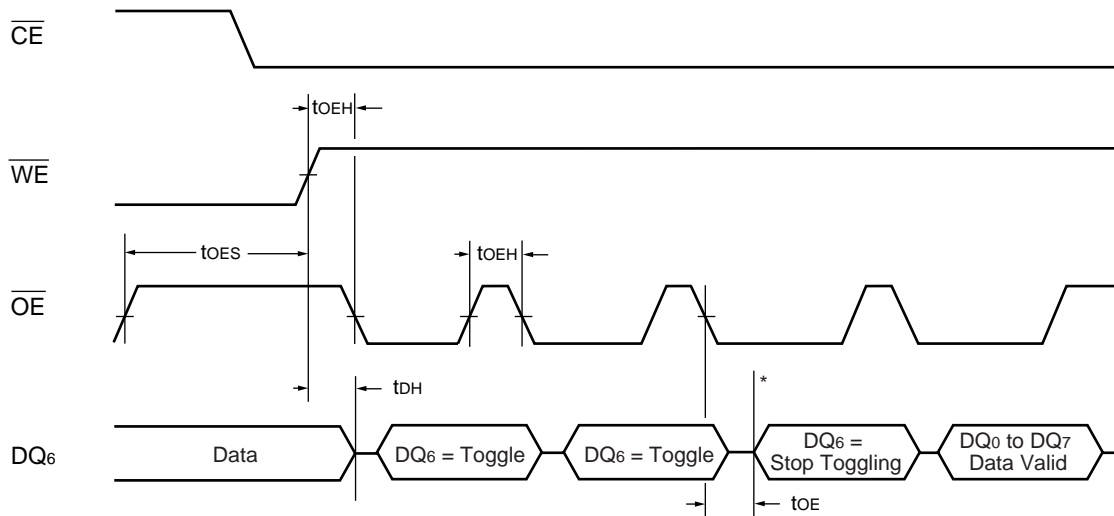 CE
tOEH
WE
tOES
tOEH
OE
tDH
*
DQ6
Data
DQ6 = Toggle
DQ6 = Toggle
DQ6 =
Stop Toggling
DQ0 to DQ7
Data Valid
tOE